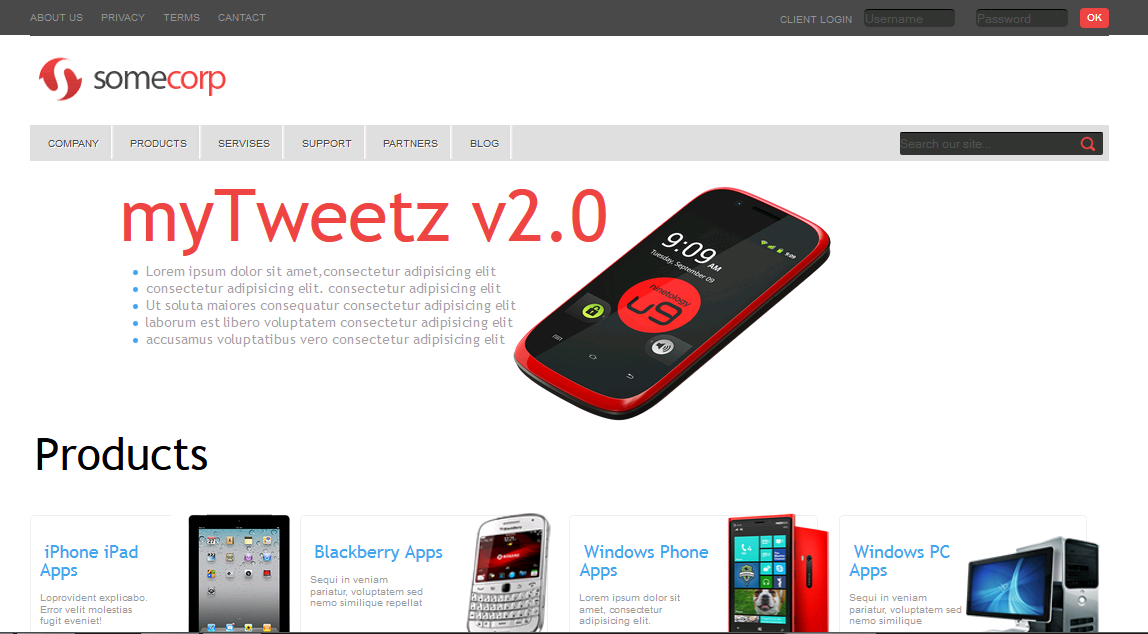 ABOUT US PRIVACY TERMS CANTACT CLIENT LOGIN Username Password OK
somecorp
COMPANY PRODUCTS SERVISES SUPPORT PARTNERS BLOG Search our site...
myTweetz v2.0
Lorem ipsum dolor sit amet,consectetur adipisicing elit
consectetur adipisicing elit. consectetur adipisicing elit
Ut soluta maiores consequatur consectetur adipisicing elit
laborum est libero voluptatem consectetur adipisicing elit
accusamus voluptatibus vero consectetur adipisicing elit
9:09 AM
Tuesday, September 09
9:09
ninetology
u9
Products
iPhone iPad
Apps
Loprovident explicabo.
Error velit molestias
fugit eveniet!
Blackberry Apps
Sequi in veniam
pariatur, voluptatem sed
nemo similique repellat
BlackBerry
Windows Phone
Apps
Lorem ipsum dolor sit
amet, consectetur
adipisicing elit.
Windows PC
Apps
Sequi in veniam
pariatur, voluptatem sed
nemo similique